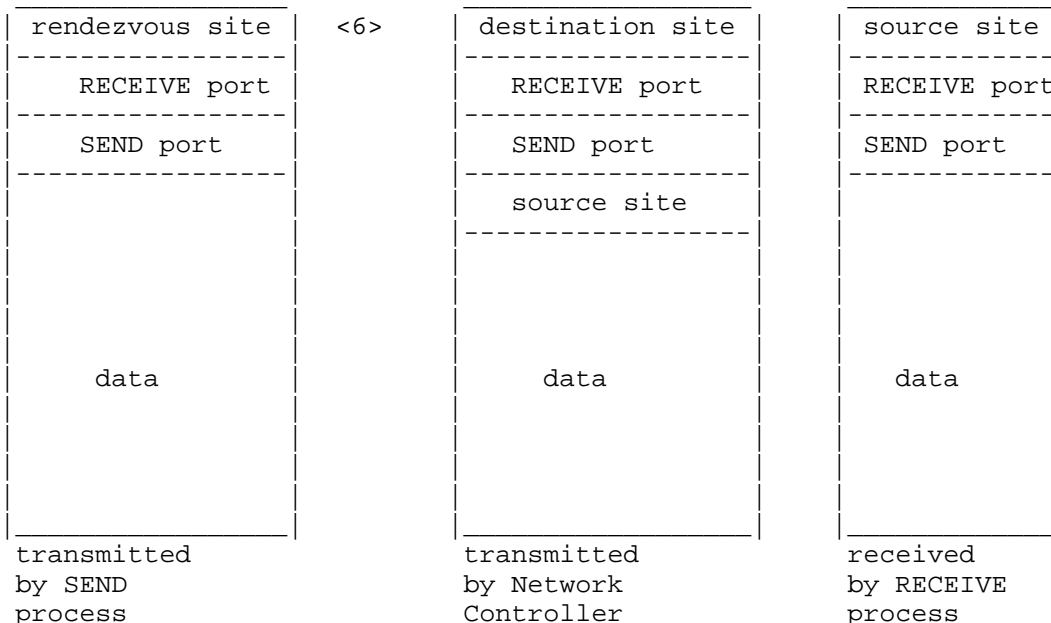 rendezvous site <6> destination site source site
RECEIVE port RECEIVE port RECEIVE port
SEND port SEND port SEND port
source site
data data data
transmitted transmitted received
by SEND by Network by RECEIVE
process Controller process